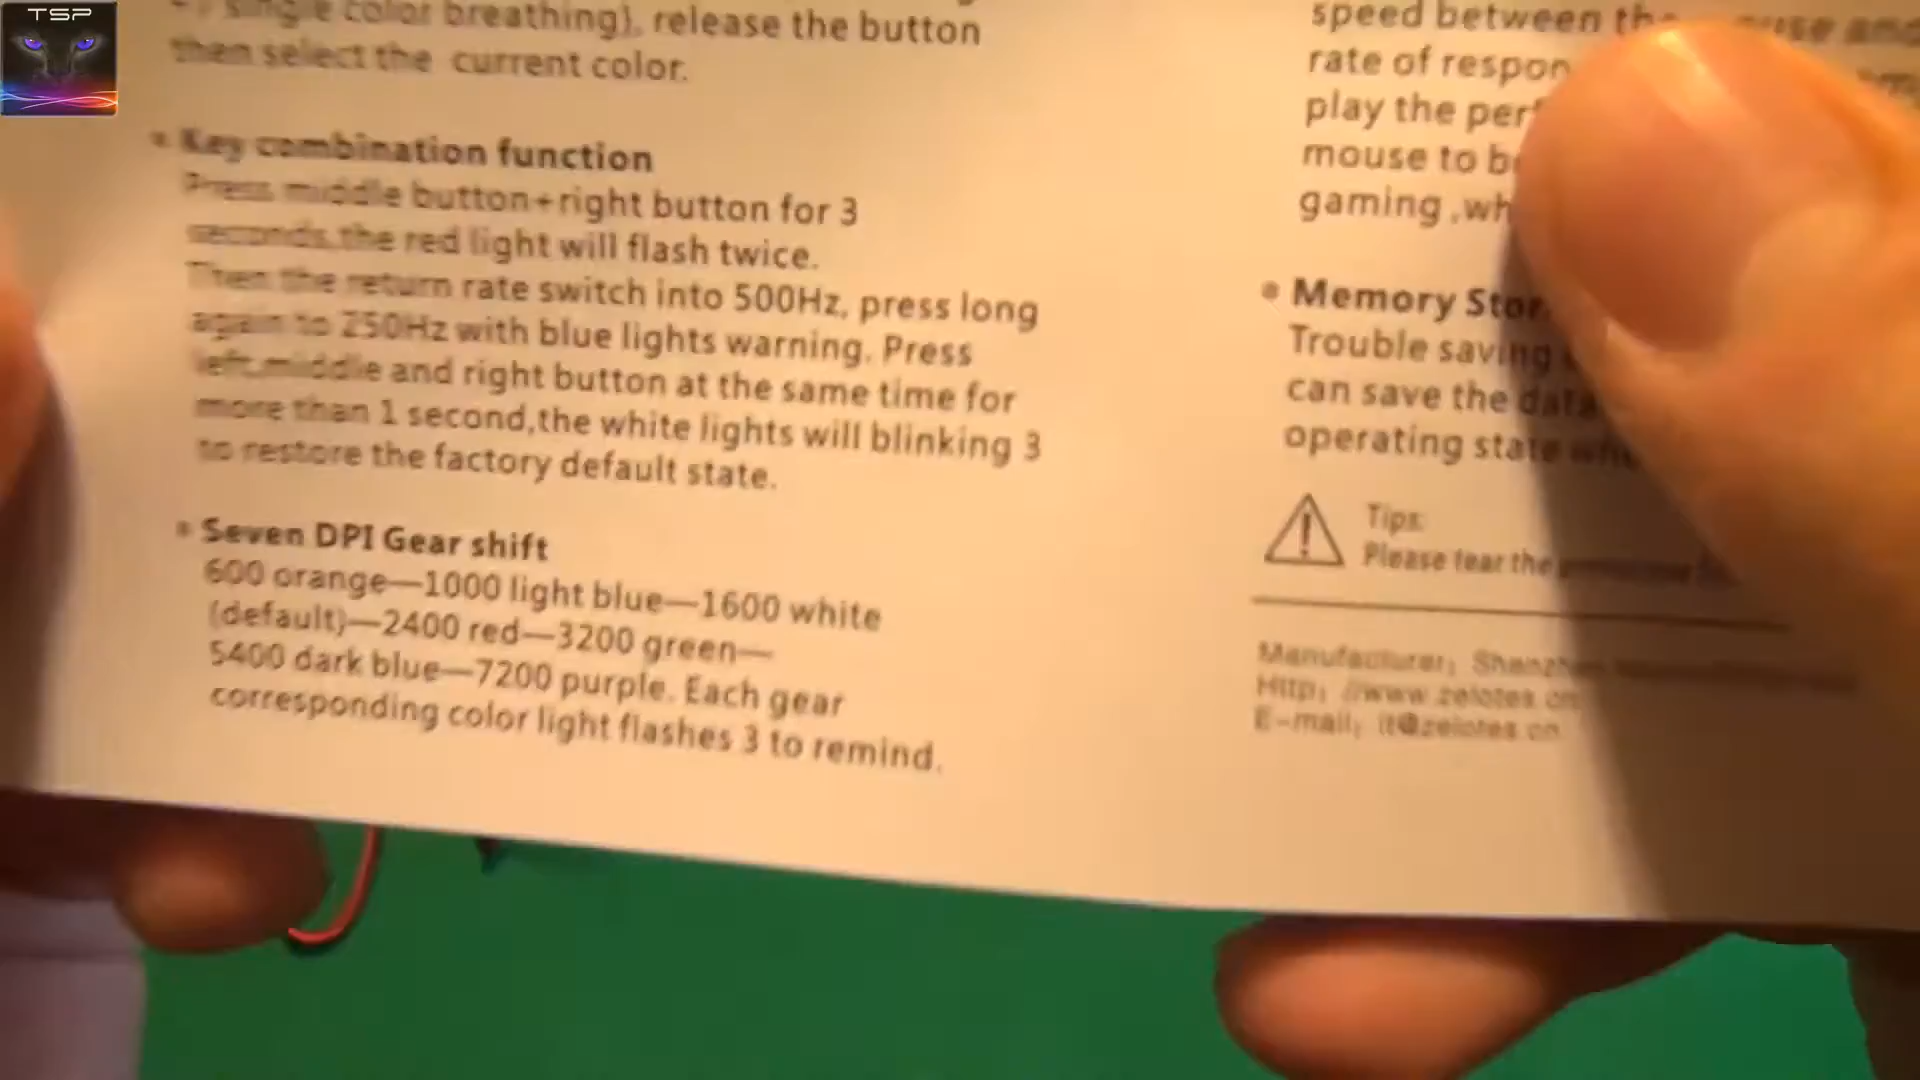 TSP
single color breathing), release the button
then select the current color.
• Key combination function
Press middle button+right button for 3
seconds,the red light will flash twice.
Then the return rate switch into 500Hz, press long
again to 250Hz with blue lights warning. Press
left,middle and right button at the same time for
more than 1 second,the white lights will blinking 3
to restore the factory default state.
• Seven DPI Gear shift
600 orange—1000 light blue—1600 white
(default)—2400 red—3200 green—
5400 dark blue—7200 purple. Each gear
corresponding color light flashes 3 to remind.
speed between the and
rate of respon
play the per
mouse to b
gaming ,wh
• Memory Stor
Trouble saving
can save the data
operating state
Tips:
Please tear the
Manufacturer: Shenzhen
Http: //www.zelotes.cn
E-mail: it@zelotes.cn